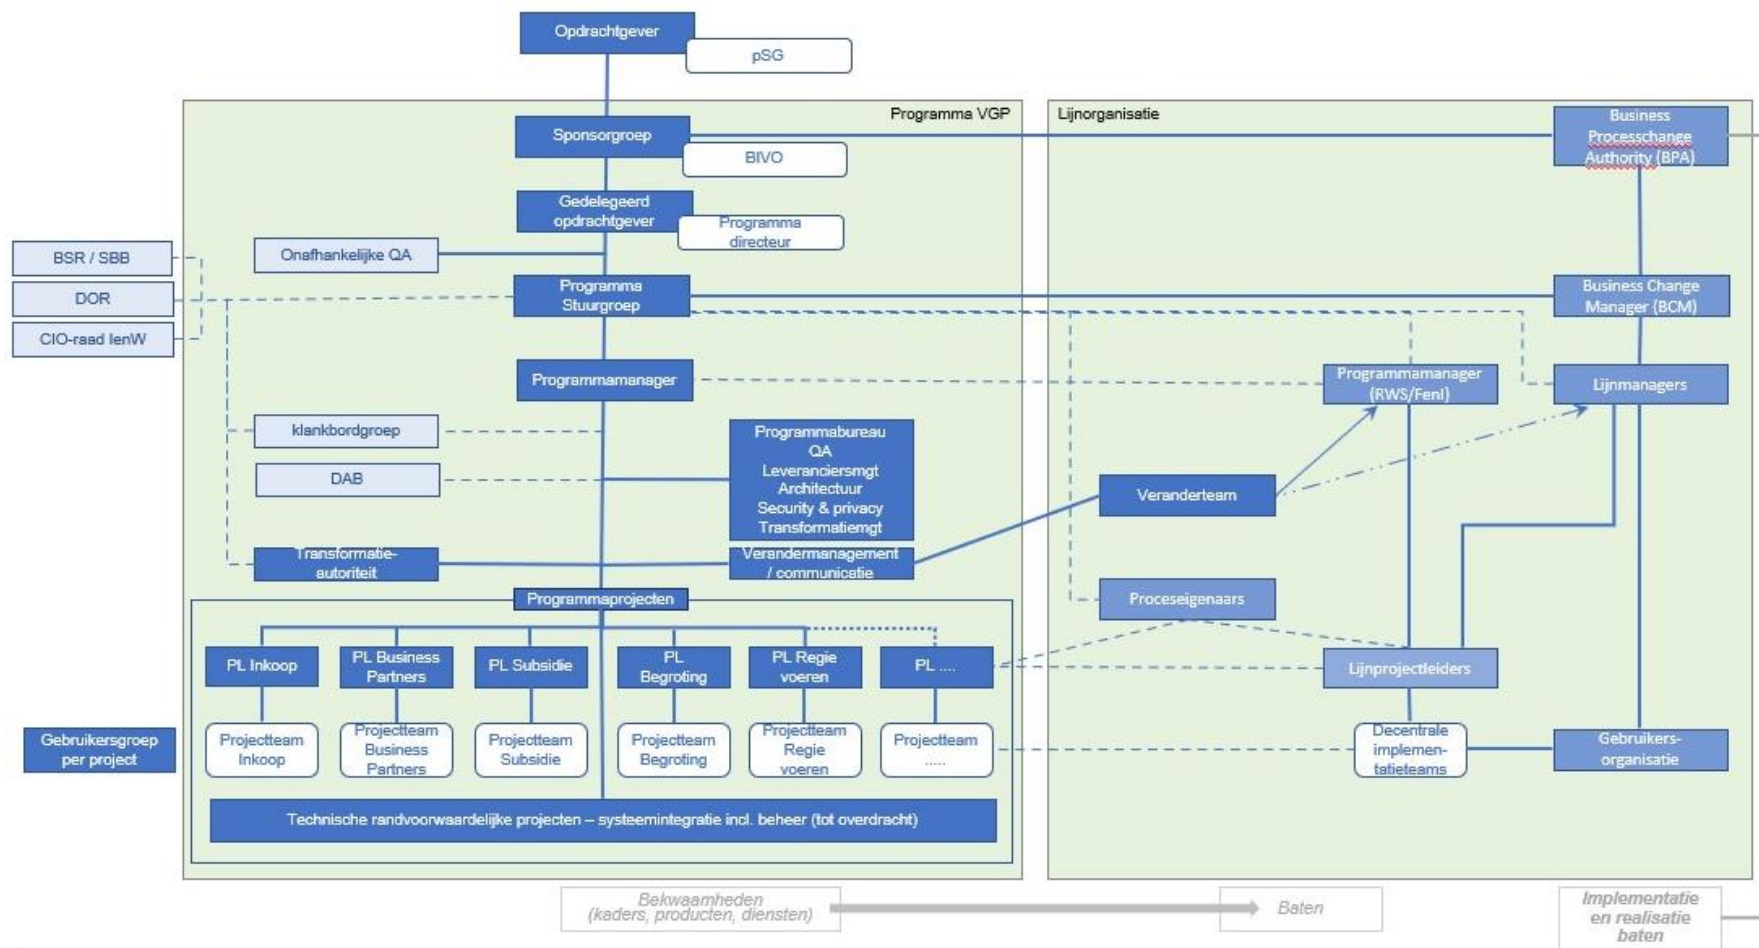 Opdrachtgever
pSG
Programma VGP
Lijnorganisatie
Sponsorgroep
BIVO
Business
Processchange
Authority (BPA)
Gedelegeerd
opdrachtgever
Programma
directeur
BSR / SBB
DOR
CIO-raad IenW
Onafhankelijke QA
Programma
Stuurgroep
Business Change
Manager (BCM)
Programmamanager
Programmamanager
(RWS/FenI)
Lijnmanagers
klankbordgroep
DAB
Programmabureau
QA
Leveranciersmgt
Architectuur
Security & privacy
Transformatiemgt
Veranderteam
Transformatie-
autoriteit
Verandermanagement
/ communicatie
Programmaprojecten
Proceseigenaars
PL Inkoop
PL Business
Partners
PL Subsidie
PL
Begroting
PL Regie
voeren
PL ....
Lijnprojectleiders
Gebruikersgroep
per project
Projectteam
Inkoop
Projectteam
Business
Partners
Projectteam
Subsidie
Projectteam
Begroting
Projectteam
Regie
voeren
Projectteam
.....
Decentrale
implemen-
tatieteams
Gebruikers-
organisatie
Technische randvoorwaardelijke projecten – systeemintegratie incl. beheer (tot overdracht)
Bekwaamheden
(kaders, producten, diensten)
Baten
Implementatie
en realisatie
baten